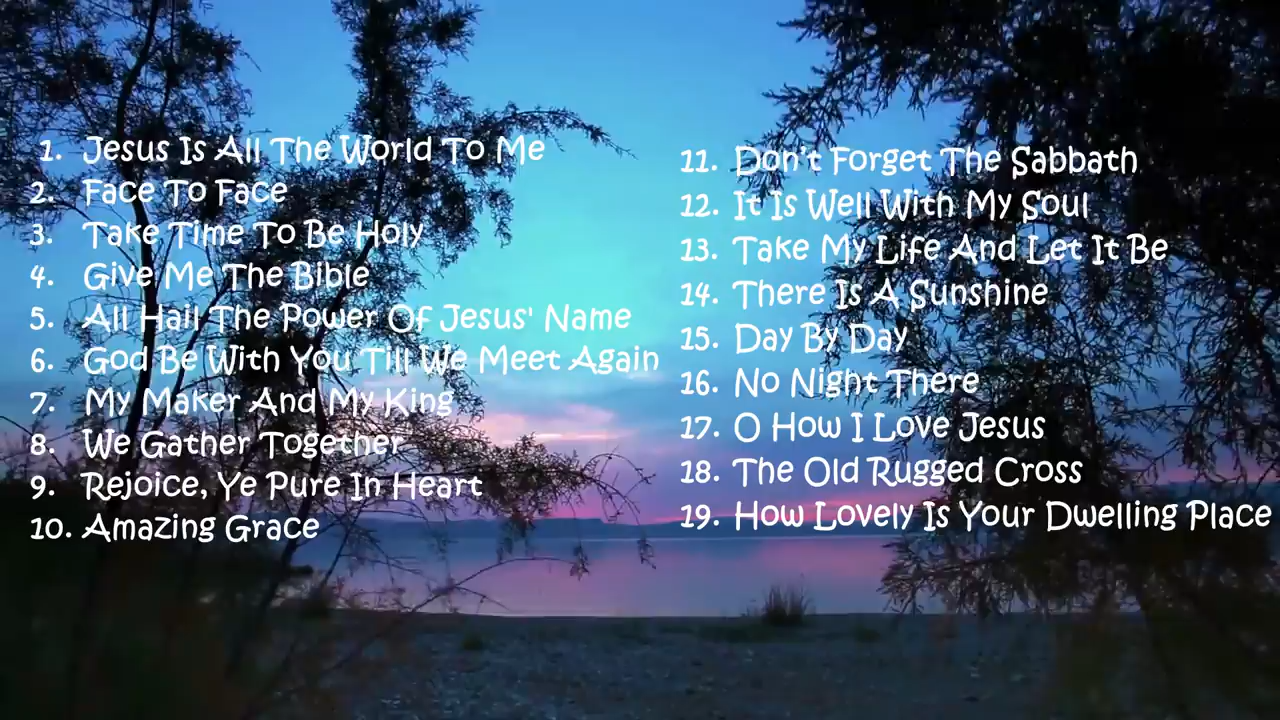 1. Jesus Is All The World To Me
2. Face To Face
3. Take Time To Be Holy
4. Give Me The Bible
5. All Hail The Power Of Jesus' Name
6. God Be With You Till We Meet Again
7. My Maker And My King
8. We Gather Together
9. Rejoice, Ye Pure In Heart
10. Amazing Grace
11. Don't Forget The Sabbath
12. It Is Well With My Soul
13. Take My Life And Let It Be
14. There Is A Sunshine
15. Day By Day
16. No Night There
17. O How I Love Jesus
18. The Old Rugged Cross
19. How Lovely Is Your Dwelling Place